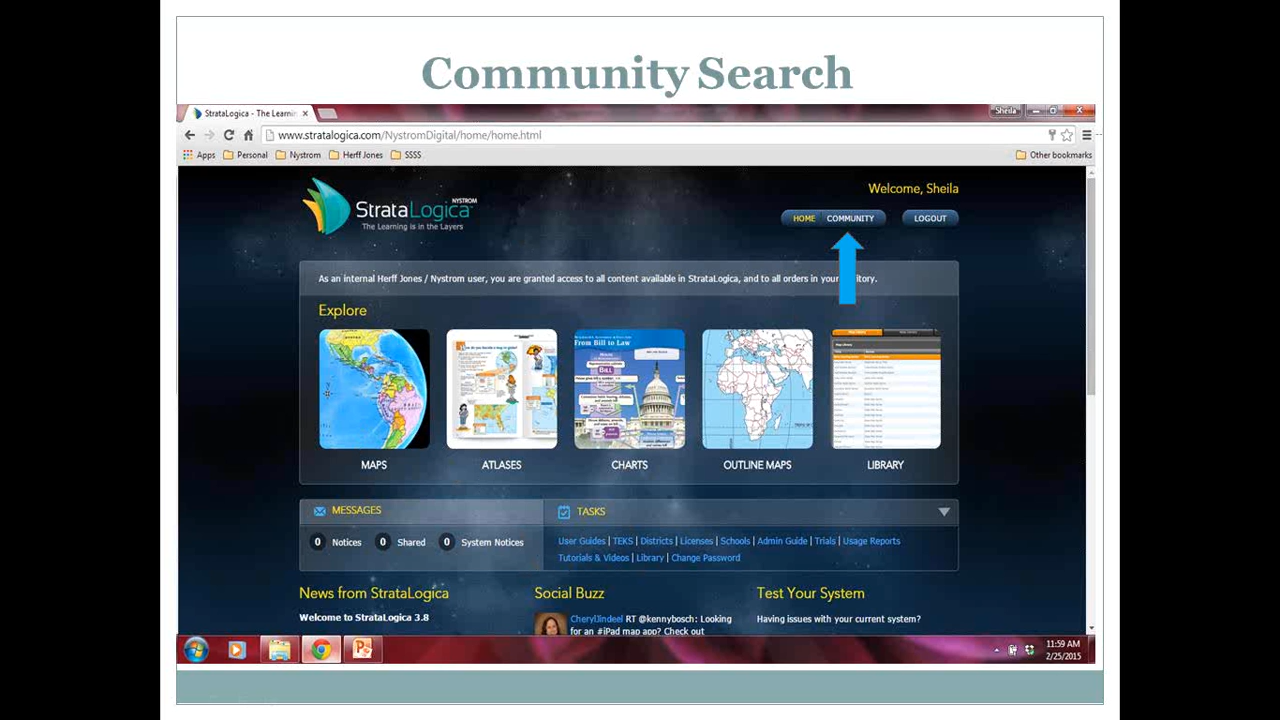 Community Search
StrataLogica - The Learnin
Sheila
www.stratalogica.com/NystromDigital/home/home.html
Apps Personal Nystrom Herff Jones SSSS Other bookmarks
Welcome, Sheila
NYSTROM
StrataLogica
The Learning is in the Layers
HOME COMMUNITY LOGOUT
As an internal Herff Jones / Nystrom user, you are granted access to all content available in StrataLogica, and to all orders in your itory.
Explore
From Bill to Law
BILL
MAPS ATLASES CHARTS OUTLINE MAPS LIBRARY
MESSAGES TASKS
0 Notices 0 Shared 0 System Notices
User Guides | TEKS | Districts | Licenses | Schools | Admin Guide | Trials | Usage Reports
Tutorials & Videos | Library | Change Password
News from StrataLogica Social Buzz Test Your System
Welcome to StrataLogica 3.8
CherylJindeel RT @kennybosch: Looking
for an #iPad map app? Check out
Having issues with your current system?
11:59 AM
2/25/2015